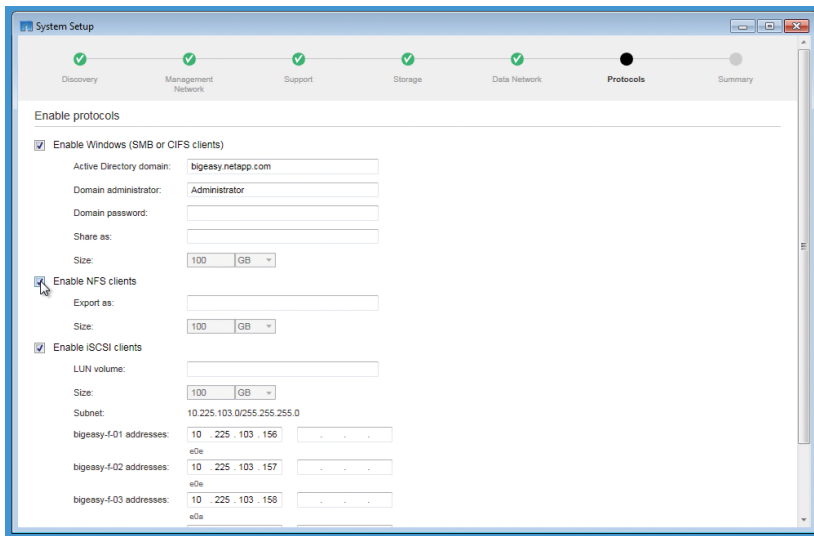 System Setup
Discovery
Management
Network
Support
Storage
Data Network
Protocols
Summary
Enable protocols
Enable Windows (SMB or CIFS clients)
Active Directory domain: bigeasy.netapp.com
Domain administrator: Administrator
Domain password:
Share as:
Size: 100 GB
Enable NFS clients
Export as:
Size: 100 GB
Enable iSCSI clients
LUN volume:
Size: 100 GB
Subnet: 10.225.103.0/255.255.255.0
bigeasy-f-01 addresses: 10 . 225 . 103 . 156 . . .
e0e
bigeasy-f-02 addresses: 10 . 225 . 103 . 157 . . .
e0e
bigeasy-f-03 addresses: 10 . 225 . 103 . 158 . . .
e0a